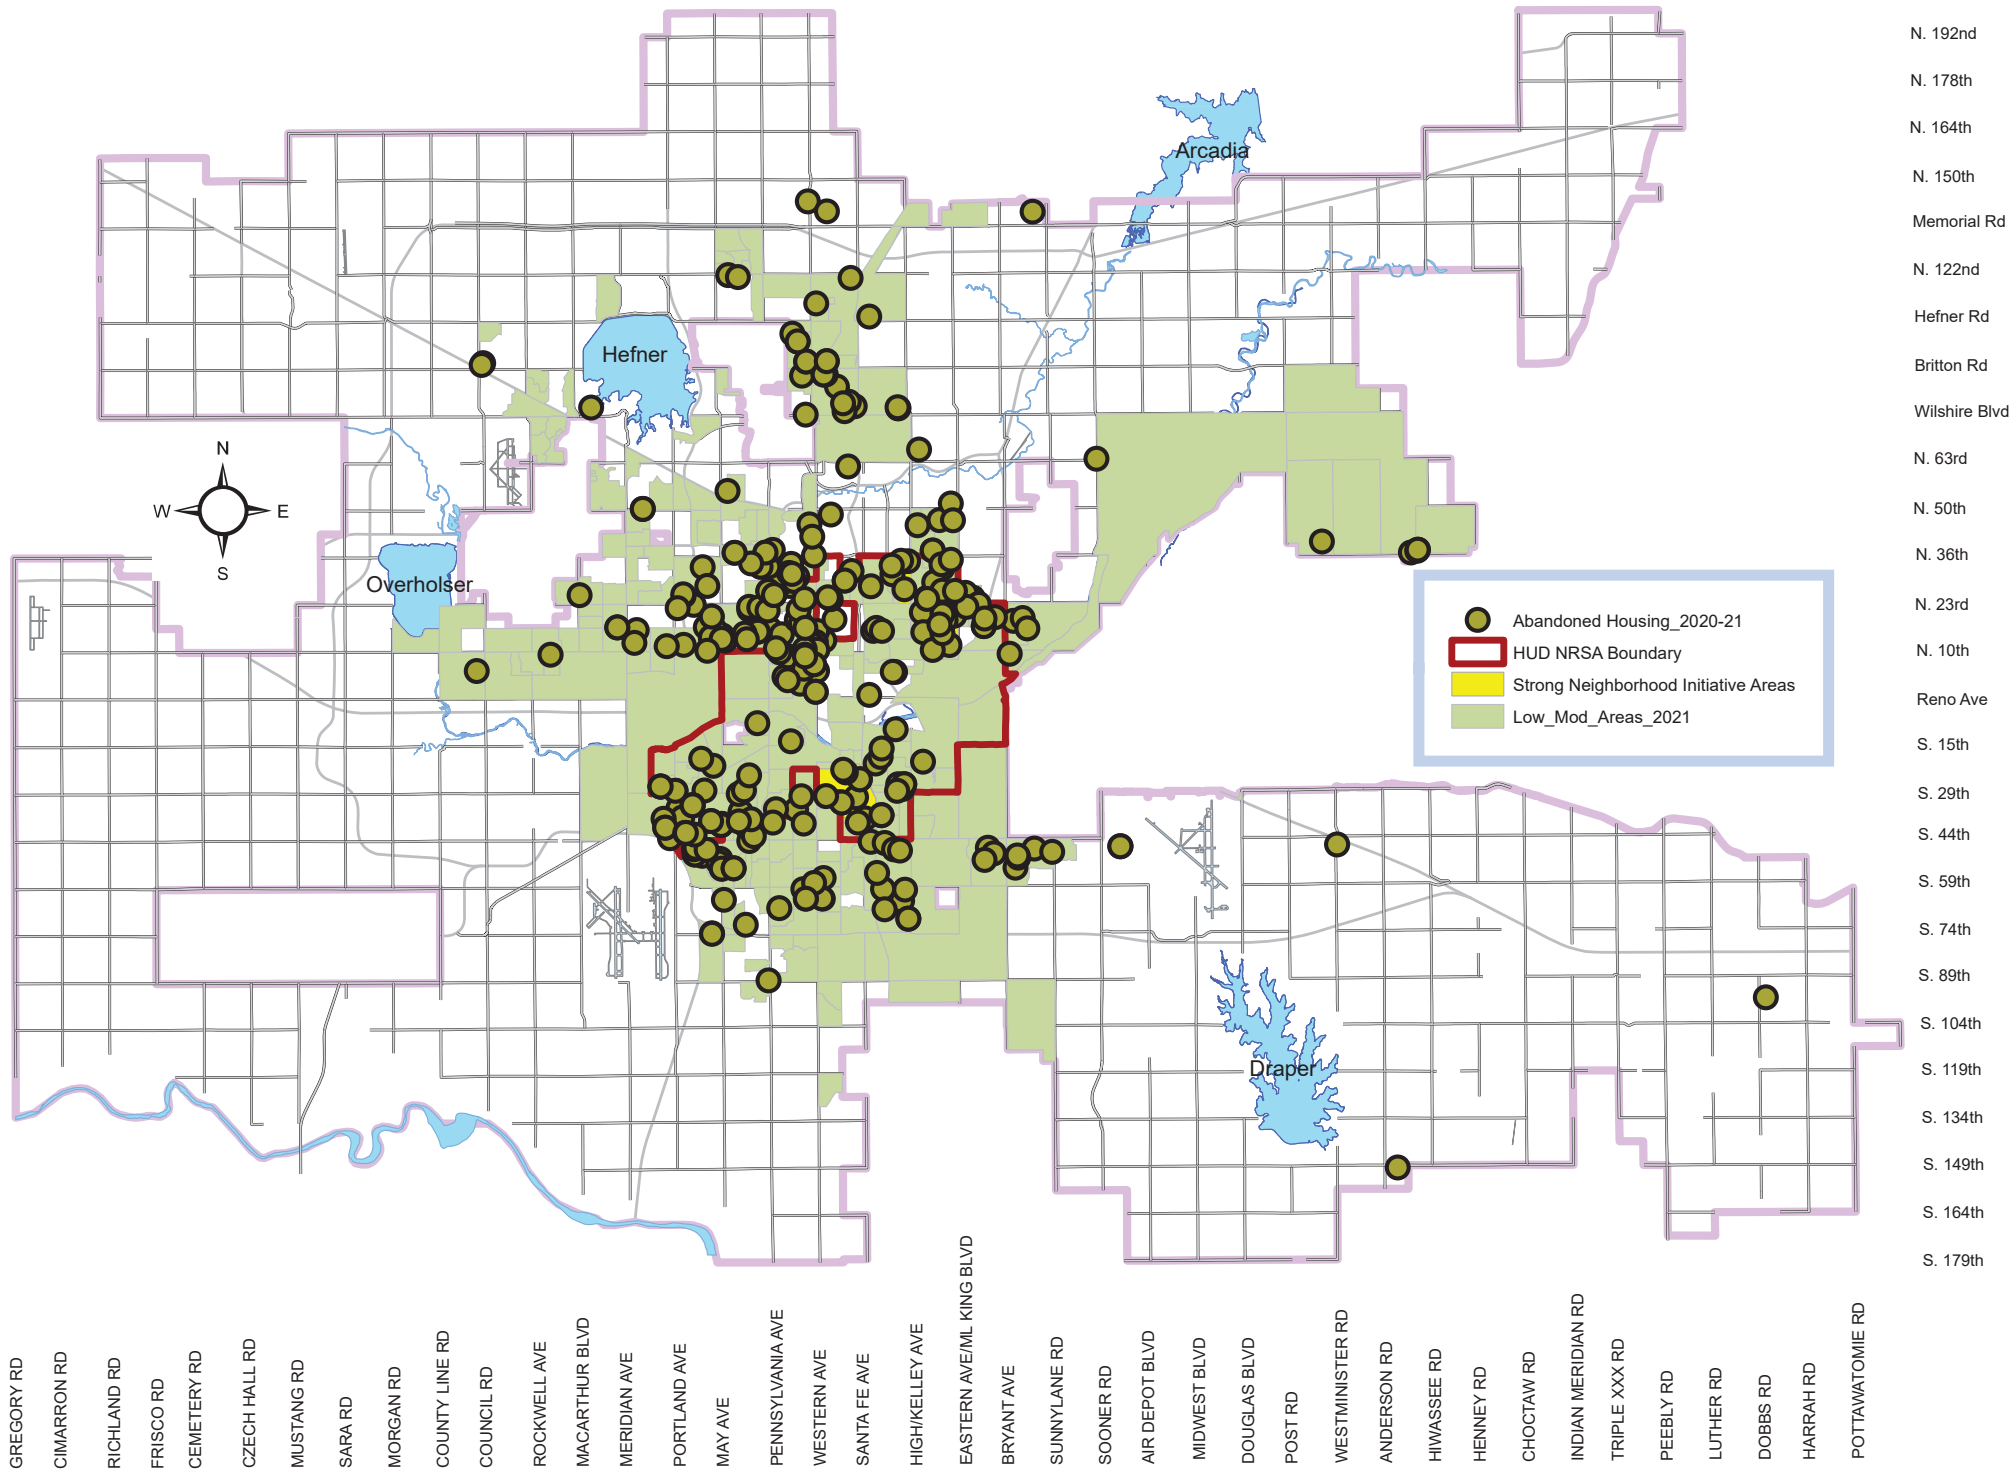 N. 192nd
N. 178th
N. 164th
Arcadia
N. 150th
Memorial Rd
N. 122nd
Hefner Rd
Hefner
Britton Rd
Wilshire Blvd
N
W E
S
N. 63rd
N. 50th
N. 36th
Overholser
N. 23rd
N. 10th
Abandoned Housing_2020-21
HUD NRSA Boundary
Strong Neighborhood Initiative Areas
Low_Mod_Areas_2021
Reno Ave
S. 15th
S. 29th
S. 44th
S. 59th
S. 74th
S. 89th
S. 104th
Draper
S. 119th
S. 134th
S. 149th
S. 164th
S. 179th
GREGORY RD
CIMARRON RD
RICHLAND RD
FRISCO RD
CEMETERY RD
CZECH HALL RD
MUSTANG RD
SARA RD
MORGAN RD
COUNTY LINE RD
COUNCIL RD
ROCKWELL AVE
MACARTHUR BLVD
MERIDIAN AVE
PORTLAND AVE
MAY AVE
PENNSYLVANIA AVE
WESTERN AVE
SANTA FE AVE
HIGH/KELLEY AVE
EASTERN AVE/ML KING BLVD
BRYANT AVE
SUNNYLANE RD
SOONER RD
AIR DEPOT BLVD
MIDWEST BLVD
DOUGLAS BLVD
POST RD
WESTMINISTER RD
ANDERSON RD
HIWASSEE RD
HENNEY RD
CHOCTAW RD
INDIAN MERIDIAN RD
TRIPLE XXX RD
PEEBLY RD
LUTHER RD
DOBBS RD
HARRAH RD
POTTAWATOMIE RD